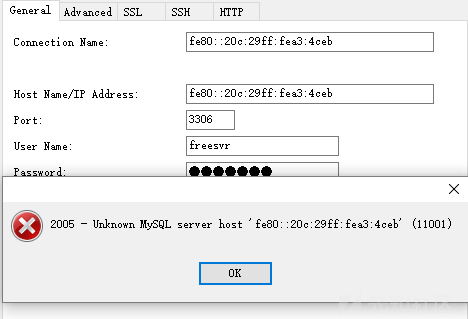 General Advanced SSL SSH HTTP
Connection Name: fe80::20c:29ff:fea3:4ceb
Host Name/IP Address: fe80::20c:29ff:fea3:4ceb
Port: 3306
User Name: freesvr
Password: ●●●●●●●
2005 - Unknown MySQL server host 'fe80::20c:29ff:fea3:4ceb' (11001)
OK